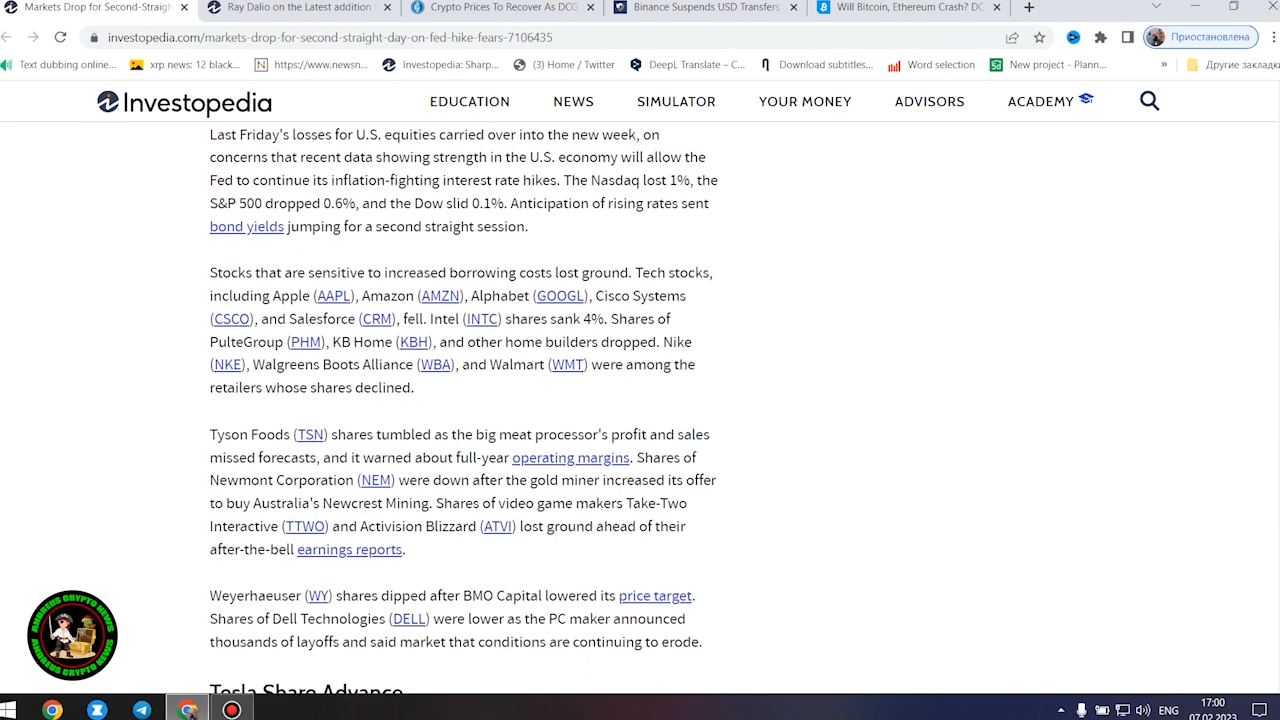 Markets Drop for Second-Straigh
Ray Dalio on the Latest addition
Crypto Prices To Recover As DCG
Binance Suspends USD Transfers
Will Bitcoin, Ethereum Crash? DC
investopedia.com/markets-drop-for-second-straight-day-on-fed-hike-fears-7106435
Приостановлена
Text dubbing online...
xrp news: 12 black...
https://www.newsn...
Investopedia: Sharp...
(3) Home / Twitter
DeepL Translate – C...
Download subtitles...
Word selection
New project - Plann...
»
Другие закладки
Investopedia
EDUCATION
NEWS
SIMULATOR
YOUR MONEY
ADVISORS
ACADEMY
Last Friday's losses for U.S. equities carried over into the new week, on
concerns that recent data showing strength in the U.S. economy will allow the
Fed to continue its inflation-fighting interest rate hikes. The Nasdaq lost 1%, the
S&P 500 dropped 0.6%, and the Dow slid 0.1%. Anticipation of rising rates sent
bond yields jumping for a second straight session.
Stocks that are sensitive to increased borrowing costs lost ground. Tech stocks,
including Apple (AAPL), Amazon (AMZN), Alphabet (GOOGL), Cisco Systems
(CSCO), and Salesforce (CRM), fell. Intel (INTC) shares sank 4%. Shares of
PulteGroup (PHM), KB Home (KBH), and other home builders dropped. Nike
(NKE), Walgreens Boots Alliance (WBA), and Walmart (WMT) were among the
retailers whose shares declined.
Tyson Foods (TSN) shares tumbled as the big meat processor's profit and sales
missed forecasts, and it warned about full-year operating margins. Shares of
Newmont Corporation (NEM) were down after the gold miner increased its offer
to buy Australia's Newcrest Mining. Shares of video game makers Take-Two
Interactive (TTWO) and Activision Blizzard (ATVI) lost ground ahead of their
after-the-bell earnings reports.
Weyerhaeuser (WY) shares dipped after BMO Capital lowered its price target.
Shares of Dell Technologies (DELL) were lower as the PC maker announced
thousands of layoffs and said market that conditions are continuing to erode.
Tesla Share Advance
ANDREUS CRYPTO NEWS
ANDREUS CRYPTO NEWS
ENG
17:00
07.02.2023